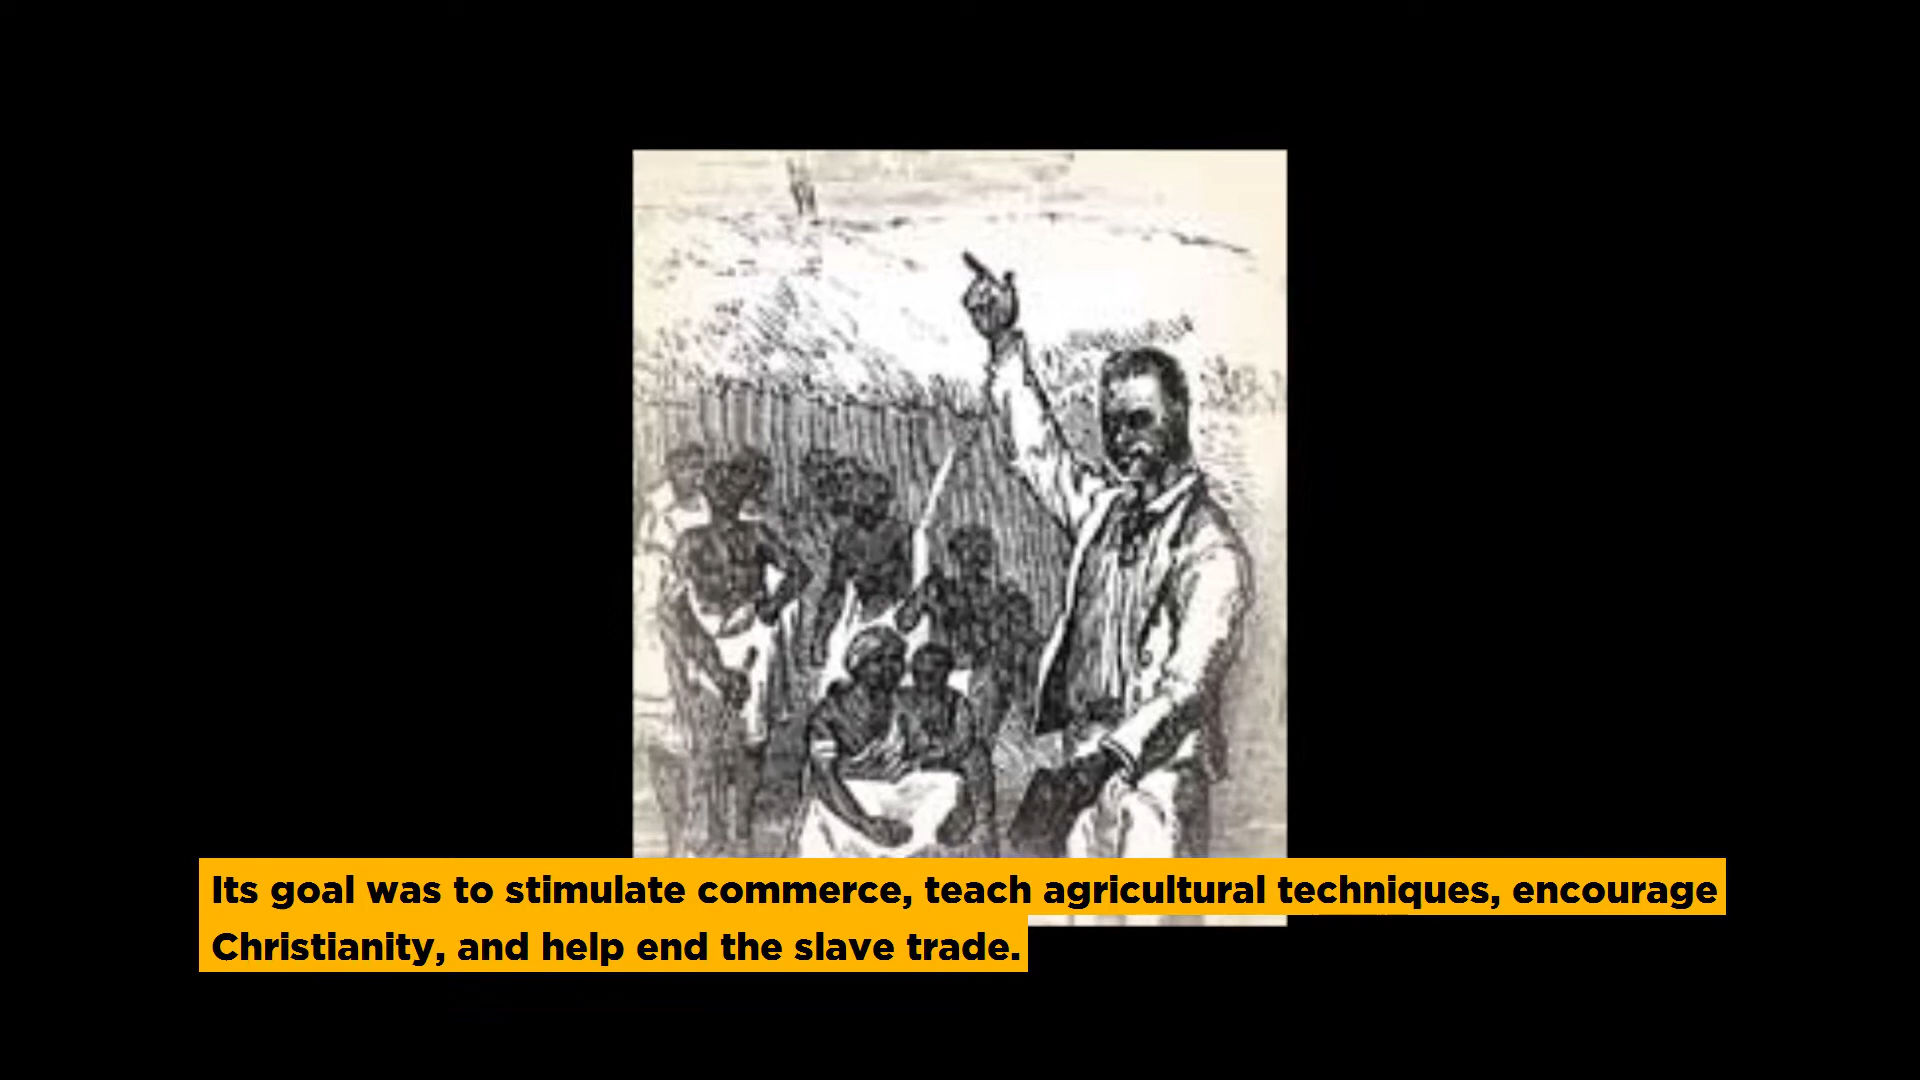 Its goal was to stimulate commerce, teach agricultural techniques, encourage
Christianity, and help end the slave trade.